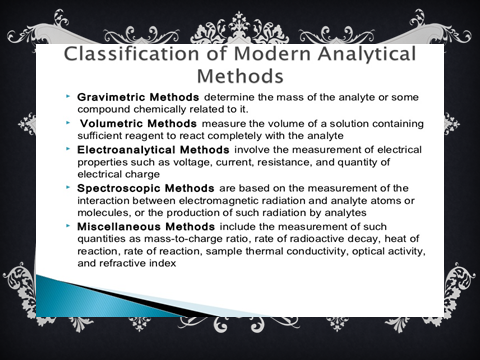 Classification of Modern Analytical
Methods
Gravimetric Methods determine the mass of the analyte or some
compound chemically related to it.
Volumetric Methods measure the volume of a solution containing
sufficient reagent to react completely with the analyte
Electroanalytical Methods involve the measurement of electrical
properties such as voltage, current, resistance, and quantity of
electrical charge
Spectroscopic Methods are based on the measurement of the
interaction between electromagnetic radiation and analyte atoms or
molecules, or the production of such radiation by analytes
Miscellaneous Methods include the measurement of such
quantities as mass-to-charge ratio, rate of radioactive decay, heat of
reaction, rate of reaction, sample thermal conductivity, optical activity,
and refractive index